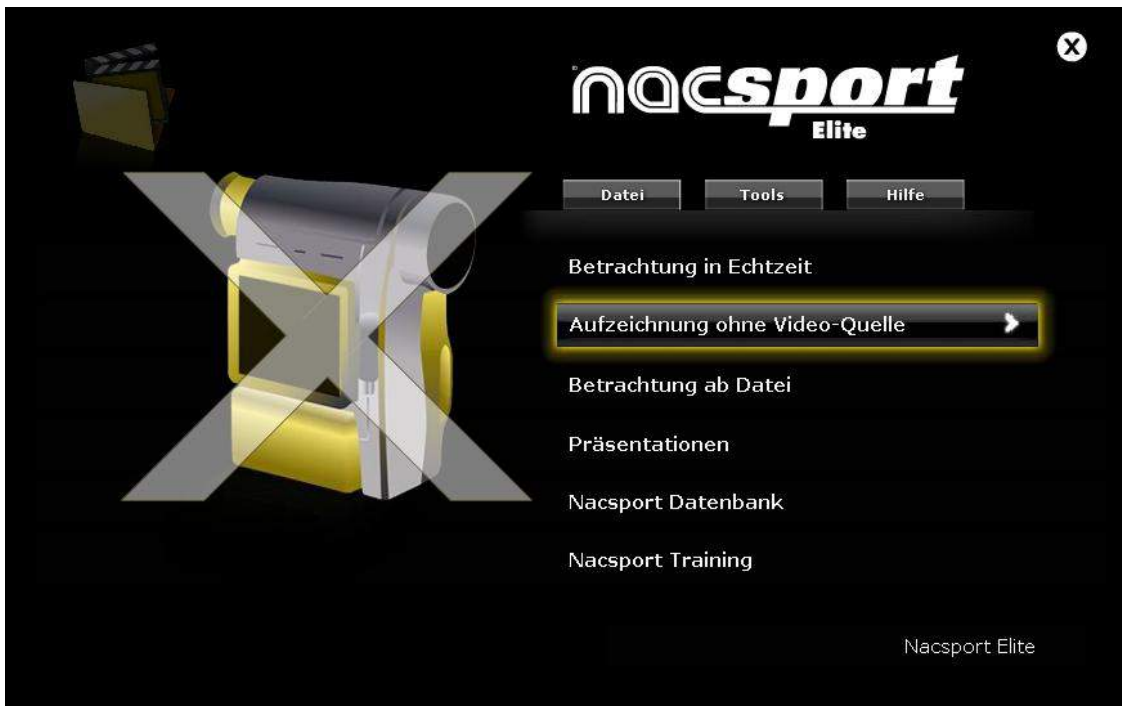 nacsport
Elite
Datei Tools Hilfe
Betrachtung in Echtzeit
Aufzeichnung ohne Video-Quelle
Betrachtung ab Datei
Präsentationen
Nacsport Datenbank
Nacsport Training
Nacsport Elite